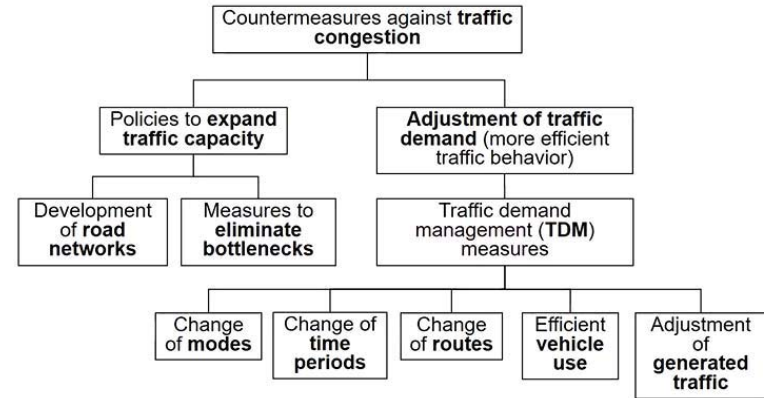 Countermeasures against traffic
congestion
Policies to expand
traffic capacity
Adjustment of traffic
demand (more efficient
traffic behavior)
Development
of road
networks
Measures to
eliminate
bottlenecks
Traffic demand
management (TDM)
measures
Change
of modes
Change of
time
periods
Change
of routes
Efficient
vehicle
use
Adjustment
of
generated
traffic